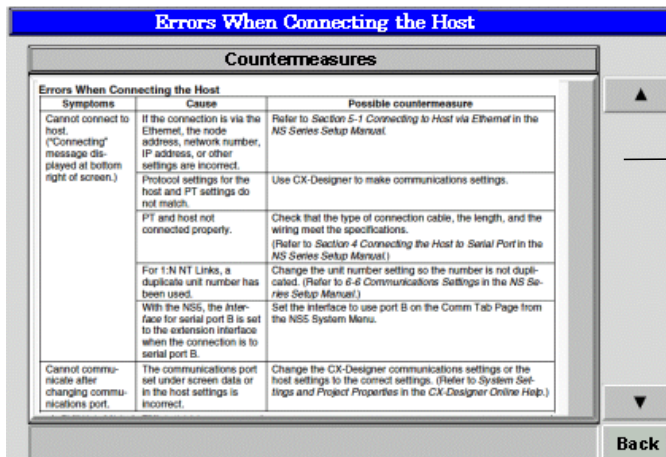 Errors When Connecting the Host
Countermeasures
Errors When Connecting the Host
Symptoms Cause Possible countermeasure
Cannot connect to
host.
("Connecting"
message dis-
played at bottom
right of screen.)
If the connection is via the
Ethernet, the node
address, network number,
IP address, or other
settings are incorrect.
Refer to Section 5-1 Connecting to Host via Ethernet in the
NS Series Setup Manual.
Protocol settings for the
host and PT settings do
not match.
Use CX-Designer to make communications settings.
PT and host not
connected properly.
Check that the type of connection cable, the length, and the
wiring meet the specifications.
(Refer to Section 4 Connecting the Host to Serial Port in the
NS Series Setup Manual.)
For 1:N NT Links, a
duplicate unit number has
been used.
Change the unit number setting so the number is not dupli-
cated. (Refer to 6-6 Communications Settings in the NS Se-
ries Setup Manual.)
With the NS5, the Inter-
face for serial port B is set
to the extension interface
when the connection is to
serial port B.
Set the interface to use port B on the Comm Tab Page from
the NS5 System Menu.
Cannot commu-
nicate after
changing commu-
nications port.
The communications port
set under screen data or
in the host settings is
incorrect.
Change the CX-Designer communications settings or the
host settings to the correct settings. (Refer to System Set-
tings and Project Properties in the CX-Designer Online Help.)
Back